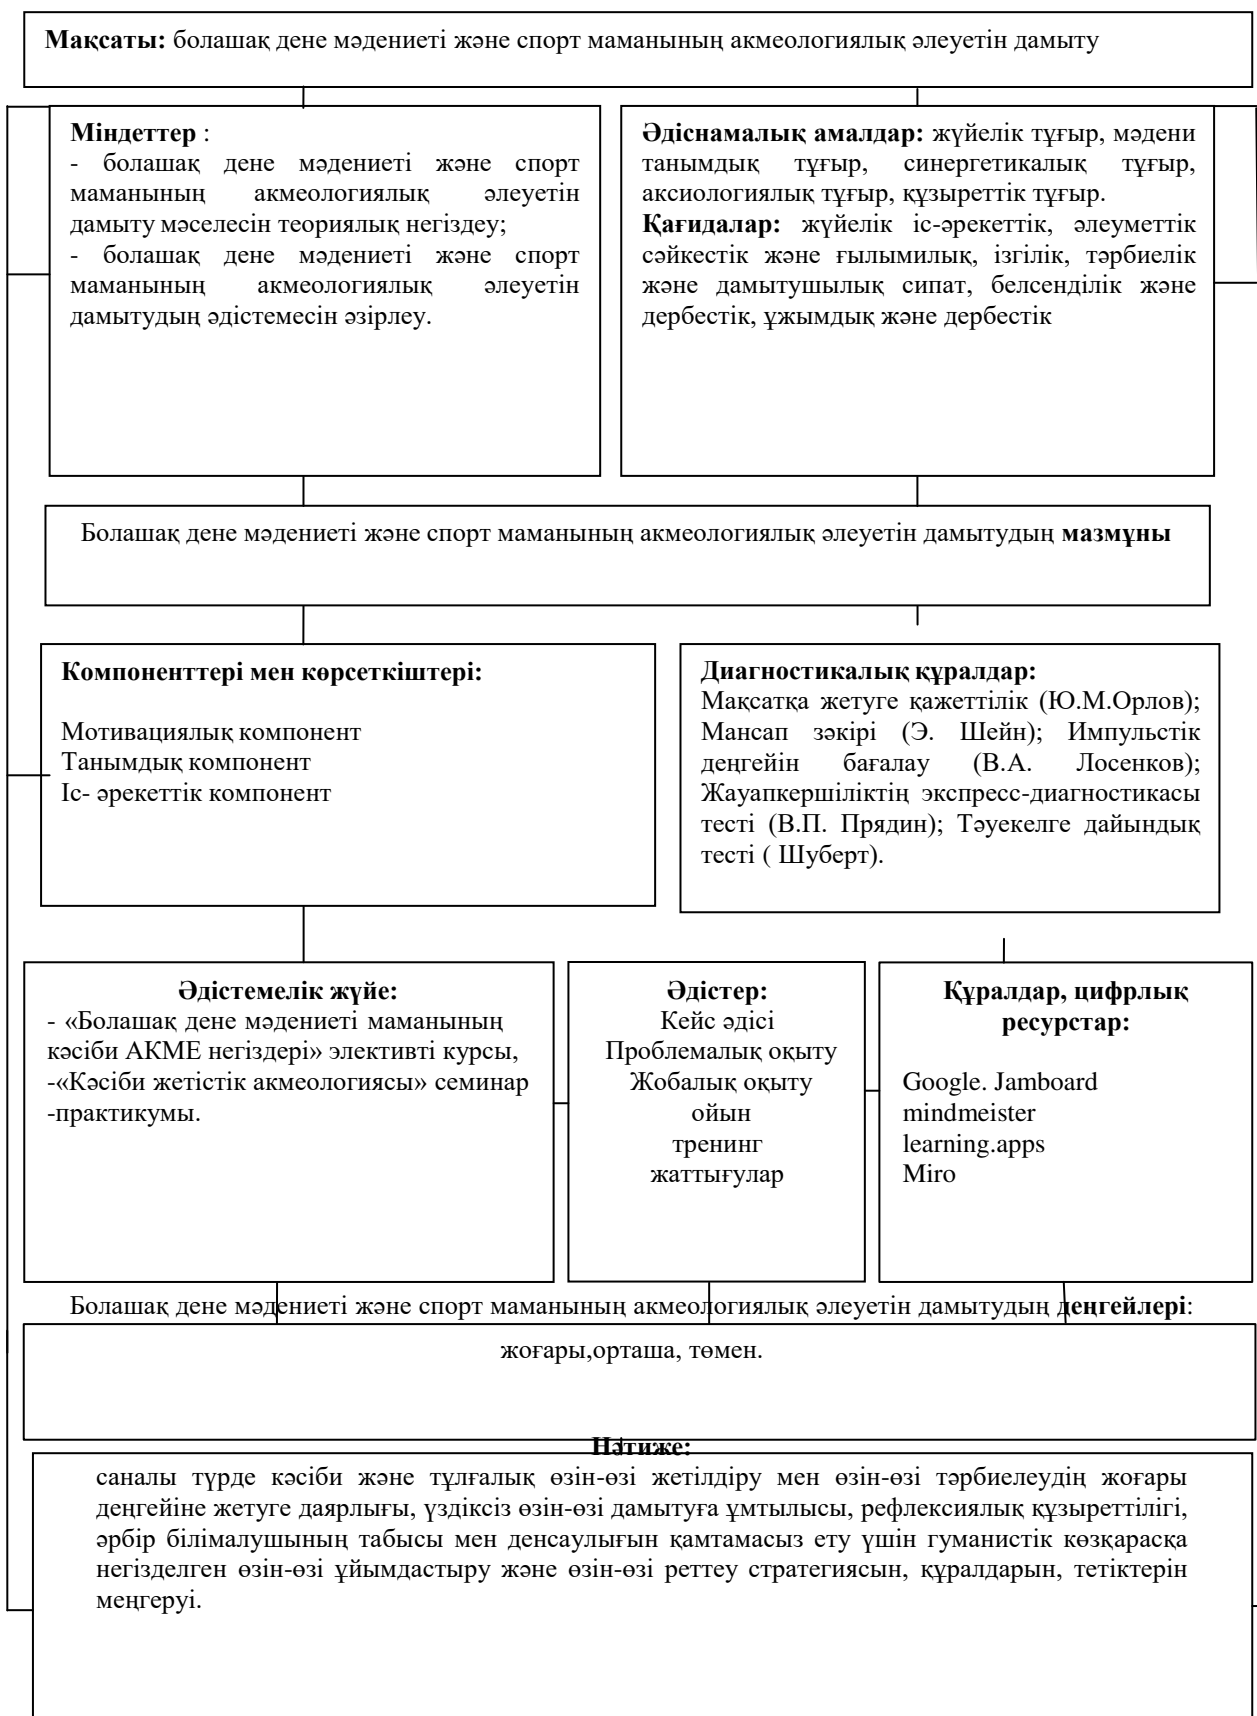 Мақсаты: болашақ дене мәдениеті және спорт маманының акмеологиялық әлеуетін дамыту
Міндеттер :
- болашақ дене мәдениеті және спорт
маманының акмеологиялық әлеуетін
дамыту мәселесін теориялық негіздеу;
- болашақ дене мәдениеті және спорт
маманының акмеологиялық әлеуетін
дамытудың әдістемесін әзірлеу.
Әдіснамалық амалдар: жүйелік тұғыр, мәдени
танымдық тұғыр, синергетикалық тұғыр,
аксиологиялық тұғыр, құзыреттік тұғыр.
Қағидалар: жүйелік іс-әрекеттік, әлеуметтік
сәйкестік және ғылымилық, ізгілік, тәрбиелік
және дамытушылық сипат, белсенділік және
дербестік, ұжымдық және дербестік
Болашақ дене мәдениеті және спорт маманының акмеологиялық әлеуетін дамытудың мазмұны
Компоненттері мен көрсеткіштері:
Мотивациялық компонент
Танымдық компонент
Іс- әрекеттік компонент
Диагностикалық құралдар:
Мақсатқа жетуге қажеттілік (Ю.М.Орлов);
Мансап зәкірі (Э. Шейн); Импульстік
деңгейін бағалау (В.А. Лосенков);
Жауапкершіліктің экспресс-диагностикасы
тесті (В.П. Прядин); Тәуекелге дайындық
тесті ( Шуберт).
Әдістемелік жүйе:
- «Болашақ дене мәдениеті маманының
кәсіби АКМЕ негіздері» элективті курсы,
-«Кәсіби жетістік акмеологиясы» семинар
-практикумы.
Әдістер:
Кейс әдісі
Проблемалық оқыту
Жобалық оқыту
ойын
тренинг
жаттығулар
Құралдар, цифрлық
ресурстар:
Google. Jamboard
mindmeister
learning.apps
Miro
Болашақ дене мәдениеті және спорт маманының акмеологиялық әлеуетін дамытудың деңгейлері:
жоғары,орташа, төмен.
Нәтиже:
саналы түрде кәсіби және тұлғалық өзін-өзі жетілдіру мен өзін-өзі тәрбиелеудің жоғары
деңгейіне жетуге даярлығы, үздіксіз өзін-өзі дамытуға ұмтылысы, рефлексиялық құзыреттілігі,
әрбір білімалушының табысы мен денсаулығын қамтамасыз ету үшін гуманистік көзқарасқа
негізделген өзін-өзі ұйымдастыру және өзін-өзі реттеу стратегиясын, құралдарын, тетіктерін
меңгеруі.